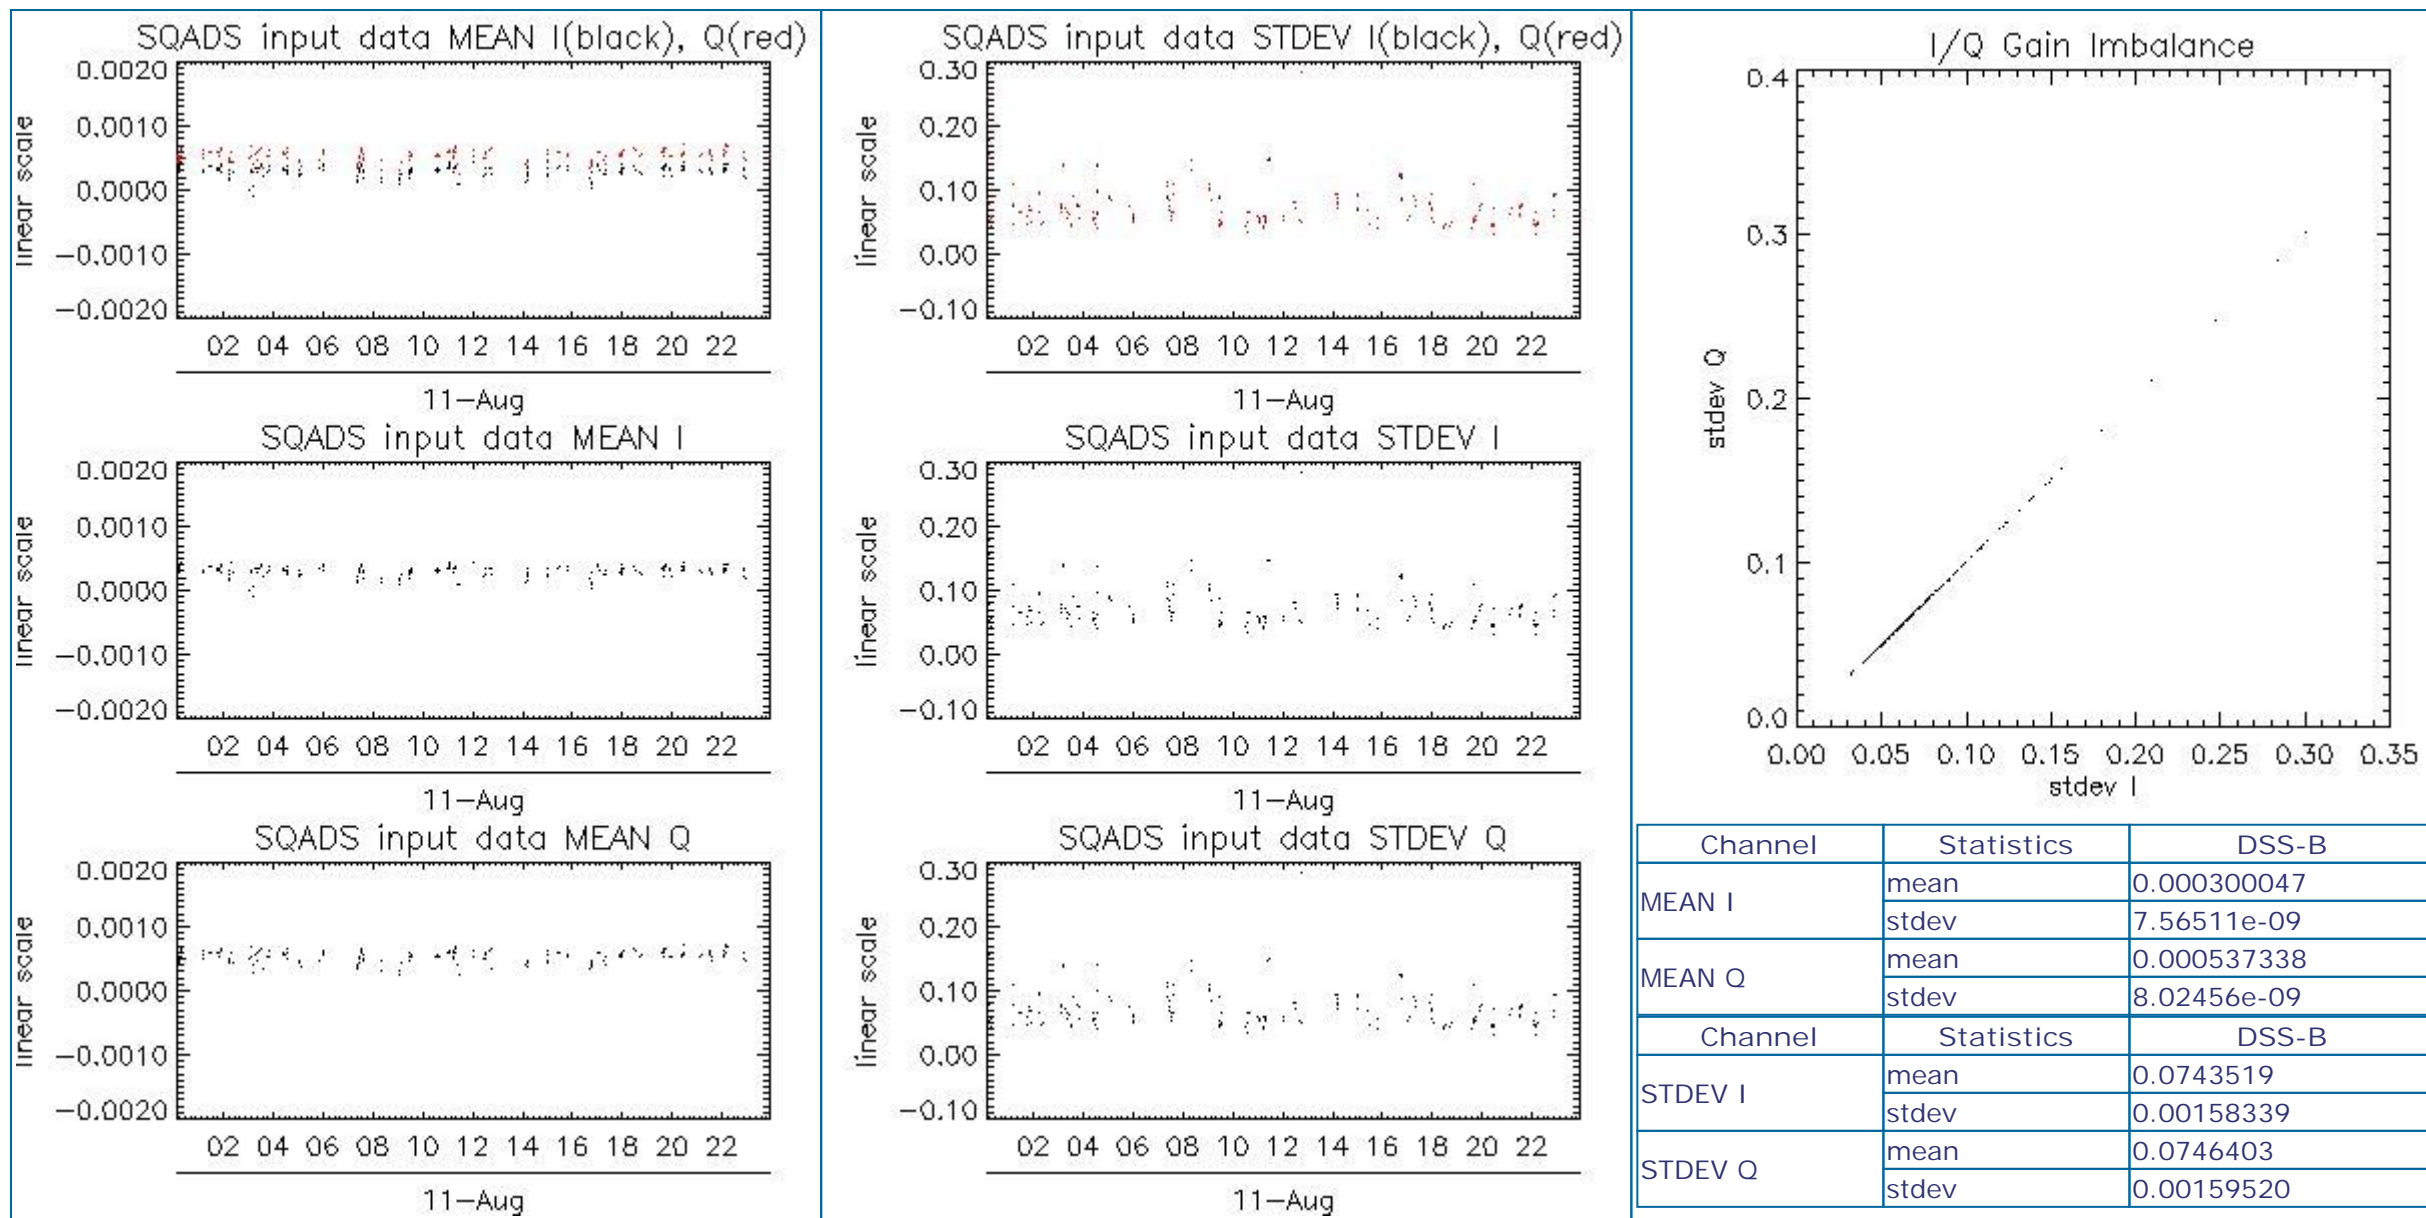 SQADS input data MEAN I(black), Q(red)
0.0020
0.0010
0.0000
-0.0010
-0.0020
linear scale
02 04 06 08 10 12 14 16 18 20 22
11-Aug
SQADS input data MEAN I
0.0020
0.0010
0.0000
-0.0010
-0.0020
linear scale
02 04 06 08 10 12 14 16 18 20 22
11-Aug
SQADS input data MEAN Q
0.0020
0.0010
0.0000
-0.0010
-0.0020
linear scale
02 04 06 08 10 12 14 16 18 20 22
11-Aug
SQADS input data STDEV I(black), Q(red)
0.30
0.20
0.10
0.00
-0.10
linear scale
02 04 06 08 10 12 14 16 18 20 22
11-Aug
SQADS input data STDEV I
0.30
0.20
0.10
0.00
-0.10
linear scale
02 04 06 08 10 12 14 16 18 20 22
11-Aug
SQADS input data STDEV Q
0.30
0.20
0.10
0.00
-0.10
linear scale
02 04 06 08 10 12 14 16 18 20 22
11-Aug
I/Q Gain Imbalance
0.4
0.3
0.2
0.1
0.0
stdev Q
0.00 0.05 0.10 0.15 0.20 0.25 0.30 0.35
stdev I
Channel Statistics DSS-B
MEAN I mean 0.000300047
stdev 7.56511e-09
MEAN Q mean 0.000537338
stdev 8.02456e-09
Channel Statistics DSS-B
STDEV I mean 0.0743519
stdev 0.00158339
STDEV Q mean 0.0746403
stdev 0.00159520